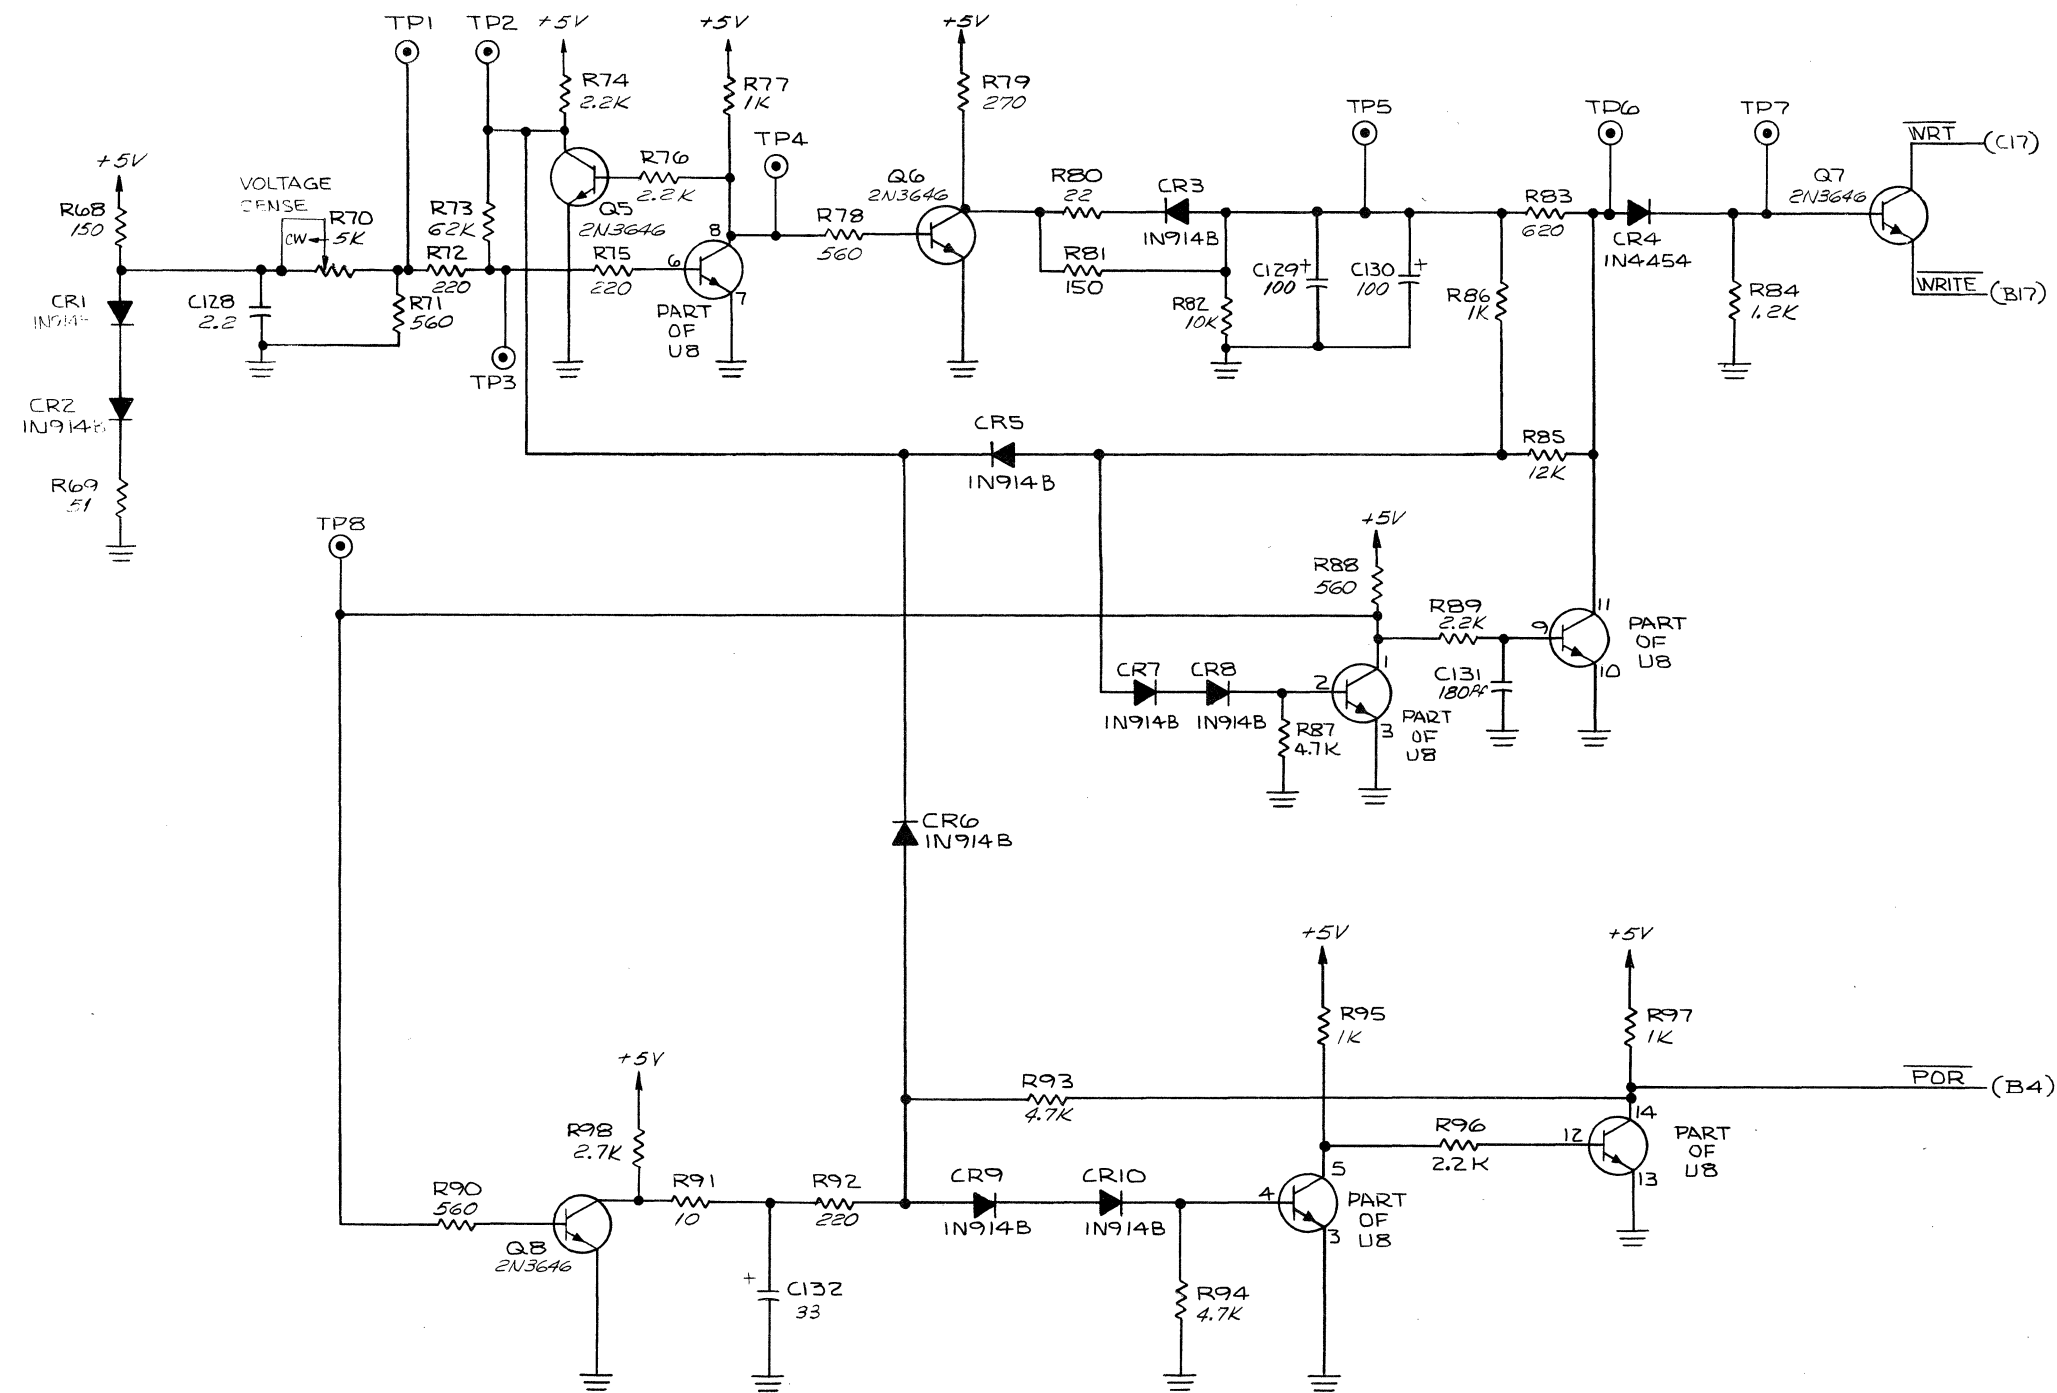 TP1
TP2
+5V
+5V
+5V
R74
2.2K
R77
1K
R79
270
TP4
TP5
TP6
TP7
WRT
(C17)
+5V
R68
150
VOLTAGE
R70
5K
CW
R73
62K
R76
2.2K
Q5
2N3646
R78
560
Q6
2N3646
R80
22
CR3
1N914B
R83
620
CR4
1N4454
Q7
2N3646
R72
220
R75
220
8
6
7
PART
OF
U8
R81
150
C128
2.2
R71
560
CR1
TP3
R82
10K
C129
+
100
C130
+
100
R86
1K
R84
1.2K
WRITE
(B17)
CR2
1N914B
CR5
1N914B
R85
12K
R69
51
TP8
+5V
R88
560
R89
2.2K
9
11
10
PART
OF
U8
CR7
1N914B
CR8
1N914B
2
1
3
PART
OF
U8
C131
180Pf
R87
4.7K
CR6
1N914B
+5V
+5V
R95
1K
R97
1K
+5V
POR
(B4)
R93
4.7K
R98
2.7K
R96
2.2K
12
14
13
PART
OF
U8
R90
560
Q8
2N3646
R91
10
R92
220
CR9
1N914B
CR10
1N914B
4
5
3
PART
OF
U8
+
C132
33
R94
4.7K